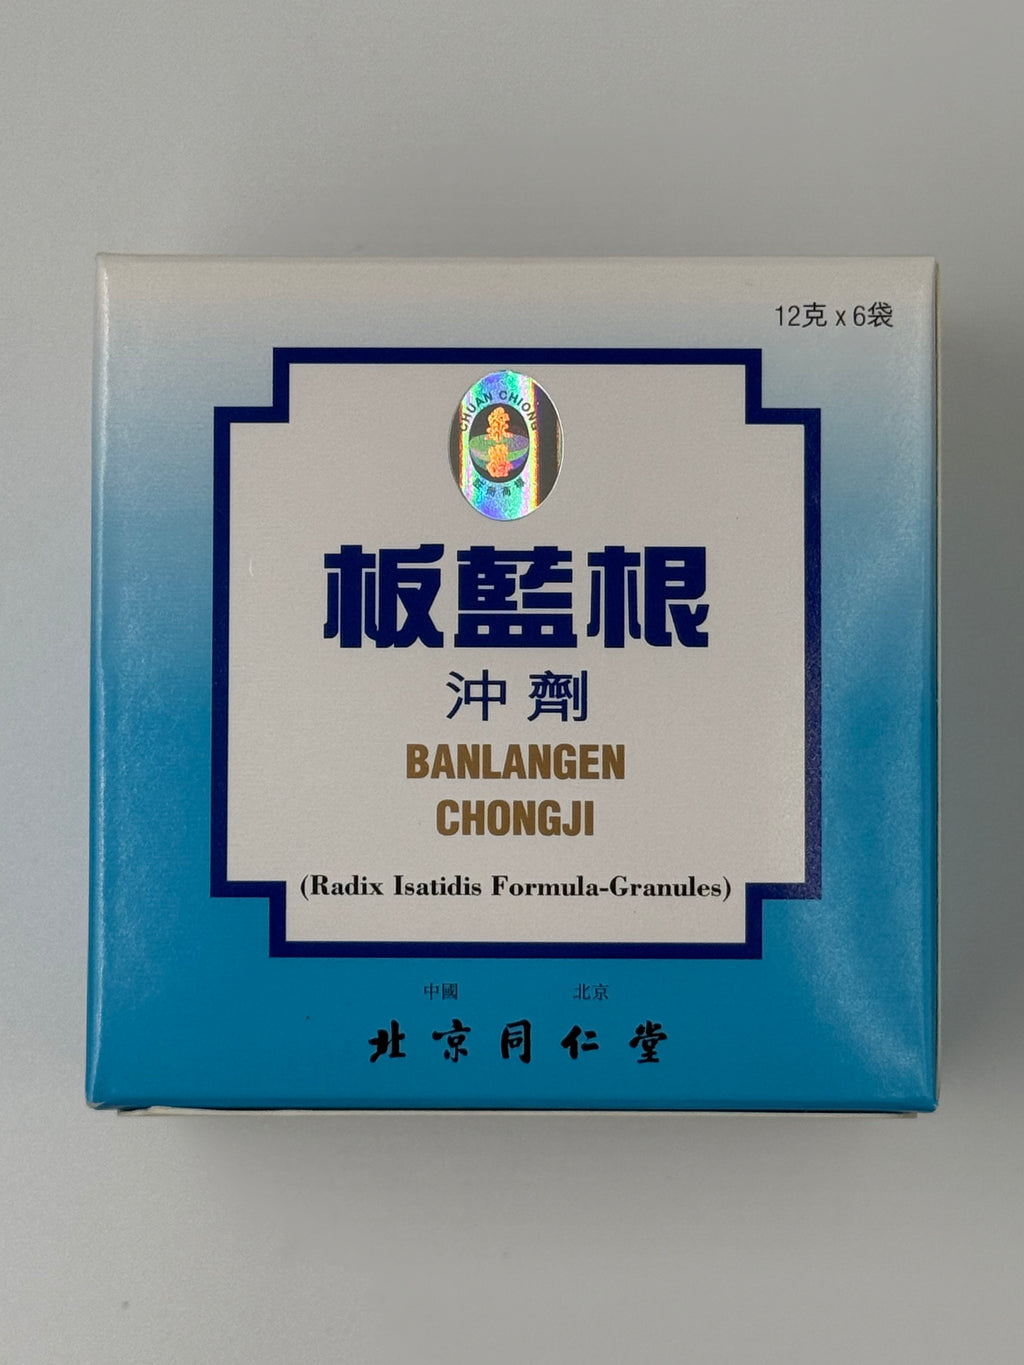 12克 x 6袋
CHUAN CHIONG
板藍根
沖劑
BANLANGEN
CHONGJI
(Radix Isatidis Formula-Granules)
中國 北京
北京同仁堂